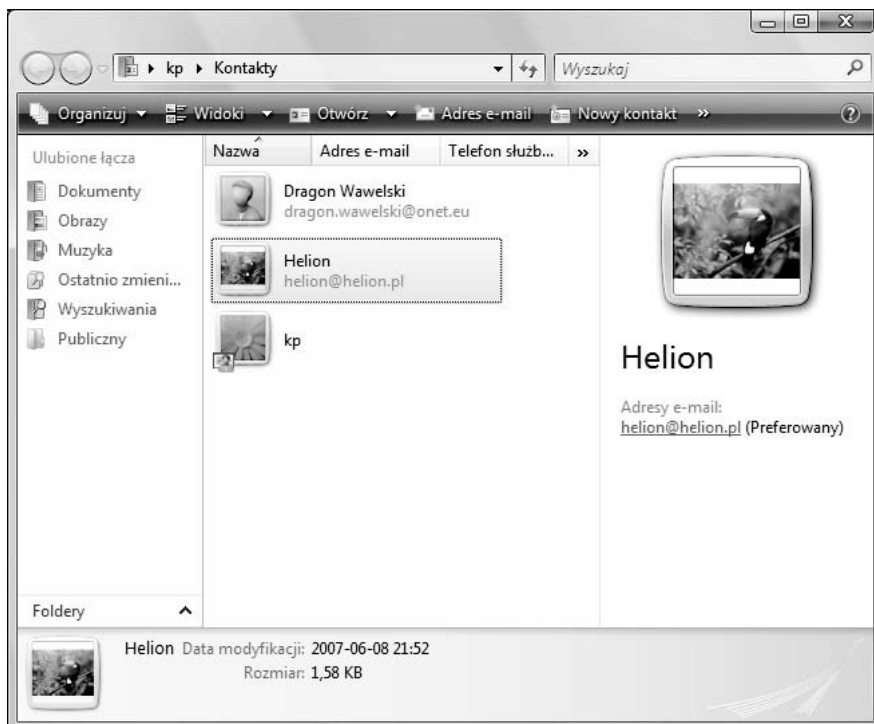 kp Kontakty
Wyszukaj
Organizuj Widoki Otwórz Adres e-mail Nowy kontakt »
Ulubione łącza
Dokumenty
Obrazy
Muzyka
Ostatnio zmieni...
Wyszukiwania
Publiczny
Foldery
Nazwa Adres e-mail Telefon służb... »
Dragon Wawelski
dragon.wawelski@onet.eu
Helion
helion@helion.pl
kp
Helion
Adresy e-mail:
helion@helion.pl (Preferowany)
Helion Data modyfikacji: 2007-06-08 21:52
Rozmiar: 1,58 KB